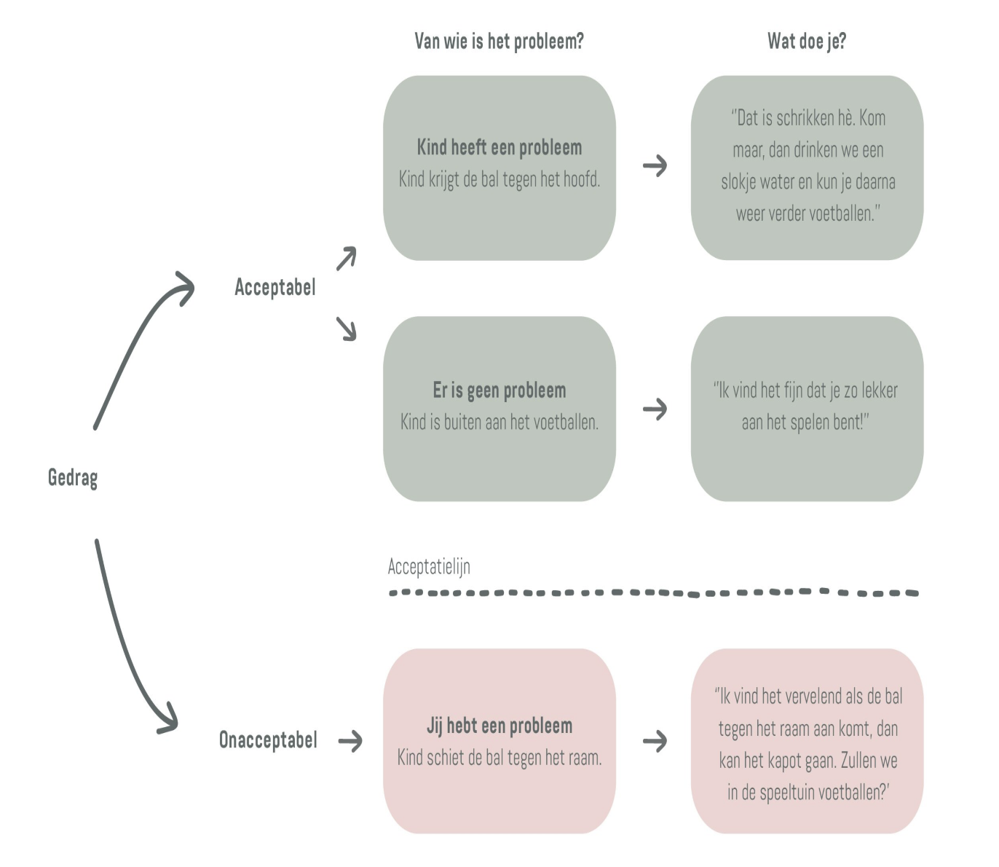 Van wie is het probleem?
Wat doe je?
Kind heeft een probleem
Kind krijgt de bal tegen het hoofd.
‘’Dat is schrikken hè. Kom
maar, dan drinken we een
slokje water en kun je daarna
weer verder voetballen.’’
Acceptabel
Er is geen probleem
Kind is buiten aan het voetballen.
‘’Ik vind het fijn dat je zo lekker
aan het spelen bent!’’
Gedrag
Acceptatielijn
Onacceptabel
Jij hebt een probleem
Kind schiet de bal tegen het raam.
‘’Ik vind het vervelend als de bal
tegen het raam aan komt, dan
kan het kapot gaan. Zullen we
in de speeltuin voetballen?’